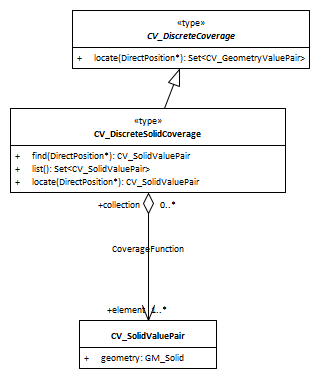 «type»
CV_DiscreteCoverage
+ locate(DirectPosition*): Set<CV_GeometryValuePair>
«type»
CV_DiscreteSolidCoverage
+ find(DirectPosition*): CV_SolidValuePair
+ list(): Set<CV_SolidValuePair>
+ locate(DirectPosition*): CV_SolidValuePair
+collection 0..*
CoverageFunction
+element 1..*
CV_SolidValuePair
+ geometry: GM_Solid